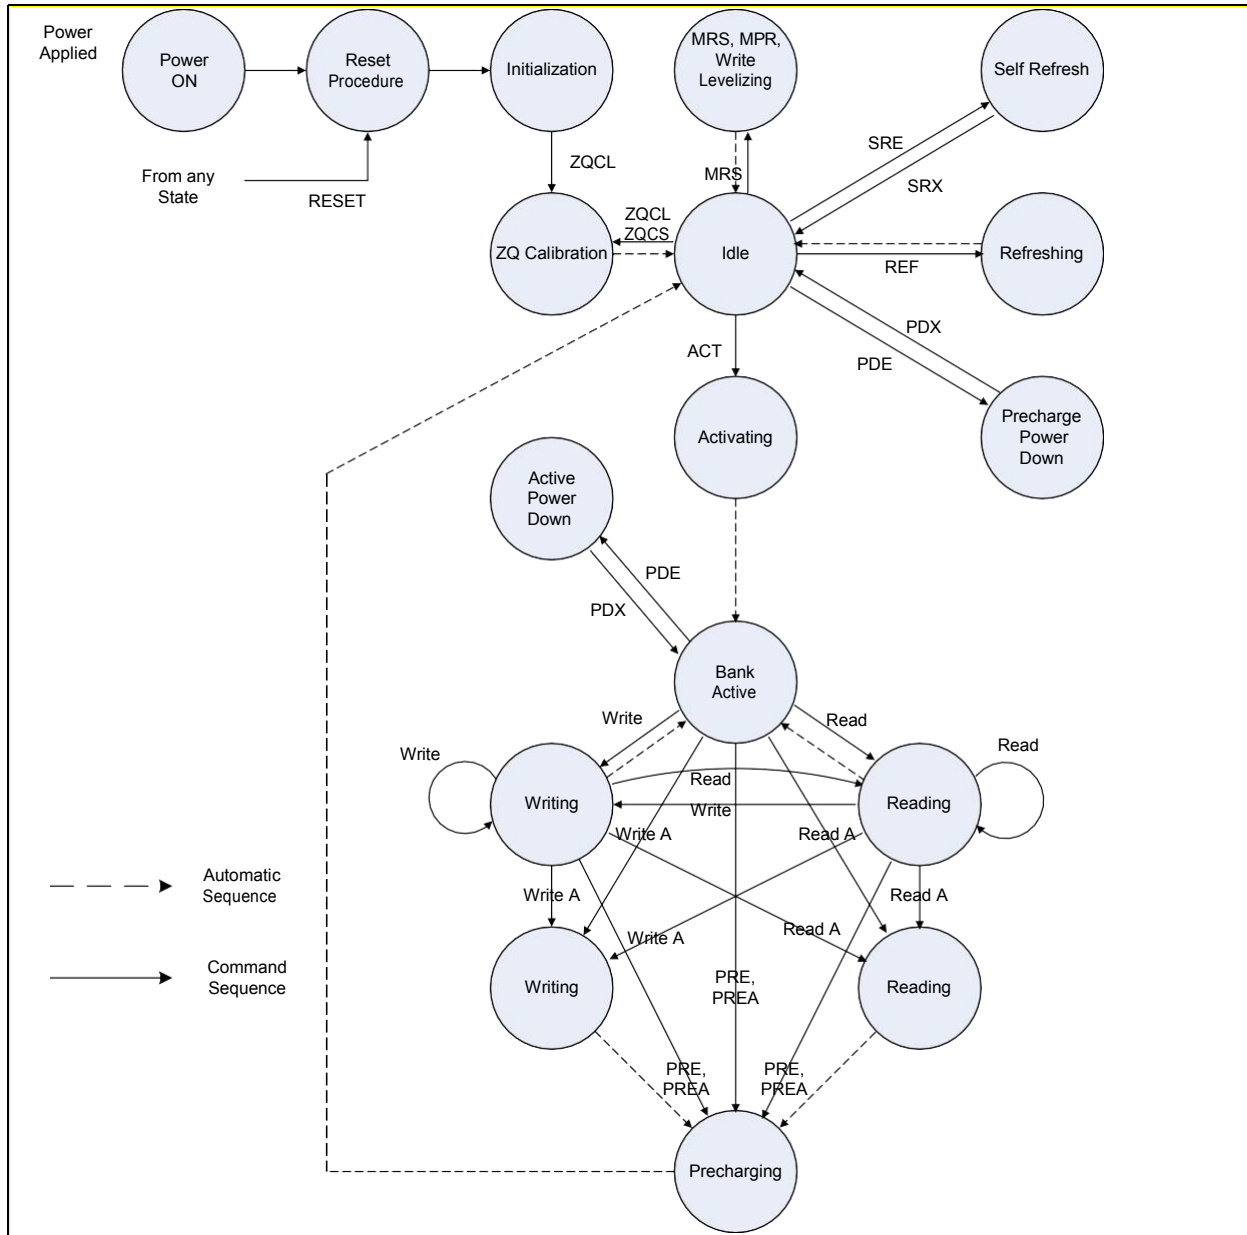 Power
Applied
Power
ON
Reset
Procedure
Initialization
MRS, MPR,
Write
Levelizing
Self Refresh
From any
State
RESET
ZQCL
MRS
SRE
SRX
ZQCL
ZQCS
ZQ Calibration
Idle
REF
Refreshing
ACT
PDX
PDE
Activating
Precharge
Power
Down
Active
Power
Down
PDE
PDX
Bank
Active
Write
Read
Write
Read
Writing
Read
Write
Reading
Write A
Read A
Automatic
Sequence
Write A
Read A
Write A
Read A
Command
Sequence
Writing
PRE,
PREA
Reading
PRE,
PREA
PRE,
PREA
Precharging